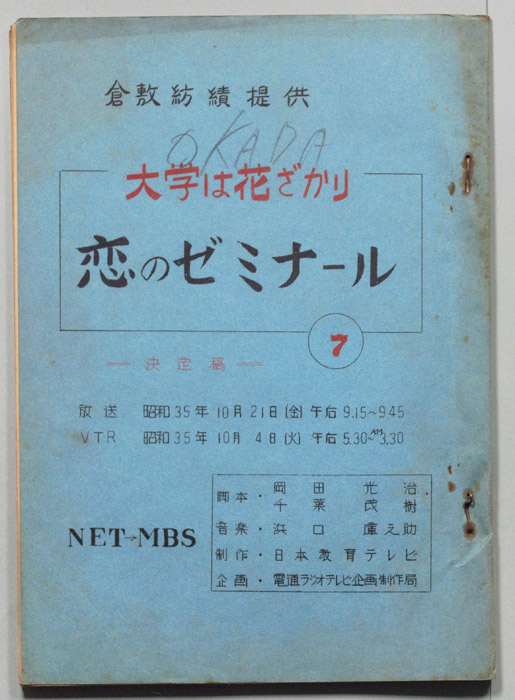 倉敷紡績提供
OKADA
大学は花ざかり
恋のゼミナール
7
決定稿
放送 昭和35年10月21日(金)午后9.15~9.45
VTR 昭和35年10月4日(火)午后5.30~AM3.30
NET→MBS
脚本・岡田光治
千葉茂樹
音楽・浜口庫之助
制作・日本教育テレビ
企画・電通ラジオテレビ企画制作局